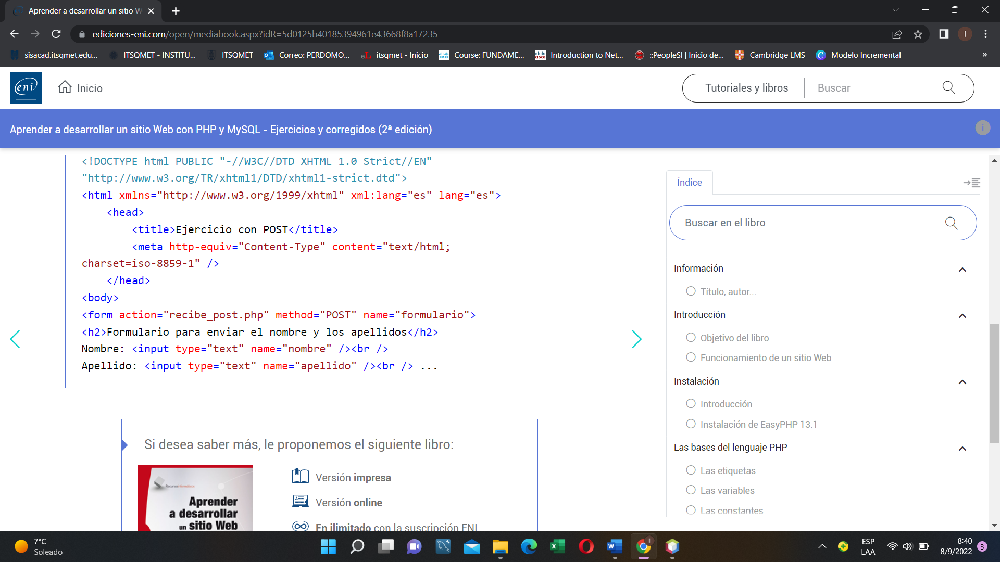 Aprender a desarrollar un sitio W
ediciones-eni.com/open/mediabook.aspx?idR=5d0125b40185394961e43668f8a17235
I
sisacad.itsqmet.edu...
ITSQMET - INSTITU...
ITSQMET
Correo: PERDOMO...
itsqmet - Inicio
Course: FUNDAME...
Introduction to Net...
::PeopleSI | Inicio de...
Cambridge LMS
Modelo Incremental
»
eni
Inicio
Tutoriales y libros
Buscar
Aprender a desarrollar un sitio Web con PHP y MySQL - Ejercicios y corregidos (2ª edición)
i
<!DOCTYPE html PUBLIC "-//W3C//DTD XHTML 1.0 Strict//EN"
"http://www.w3.org/TR/xhtml1/DTD/xhtml1-strict.dtd">
<html xmlns="http://www.w3.org/1999/xhtml" xml:lang="es" lang="es">
<head>
<title>Ejercicio con POST</title>
<meta http-equiv="Content-Type" content="text/html;
charset=iso-8859-1" />
</head>
<body>
<form action="recibe_post.php" method="POST" name="formulario">
<h2>Formulario para enviar el nombre y los apellidos</h2>
Nombre: <input type="text" name="nombre" /><br />
Apellido: <input type="text" name="apellido" /><br /> ...
Si desea saber más, le proponemos el siguiente libro:
Recursos informáticos
Aprender
a desarrollar
un sitio Web
Versión impresa
Versión online
En ilimitado con la suscripción ENI
Índice
Buscar en el libro
Información
Título, autor...
Introducción
Objetivo del libro
Funcionamiento de un sitio Web
Instalación
Introducción
Instalación de EasyPHP 13.1
Las bases del lenguaje PHP
Las etiquetas
Las variables
Las constantes
7°C
Soleado
ESP
LAA
8:40
8/9/2022
3